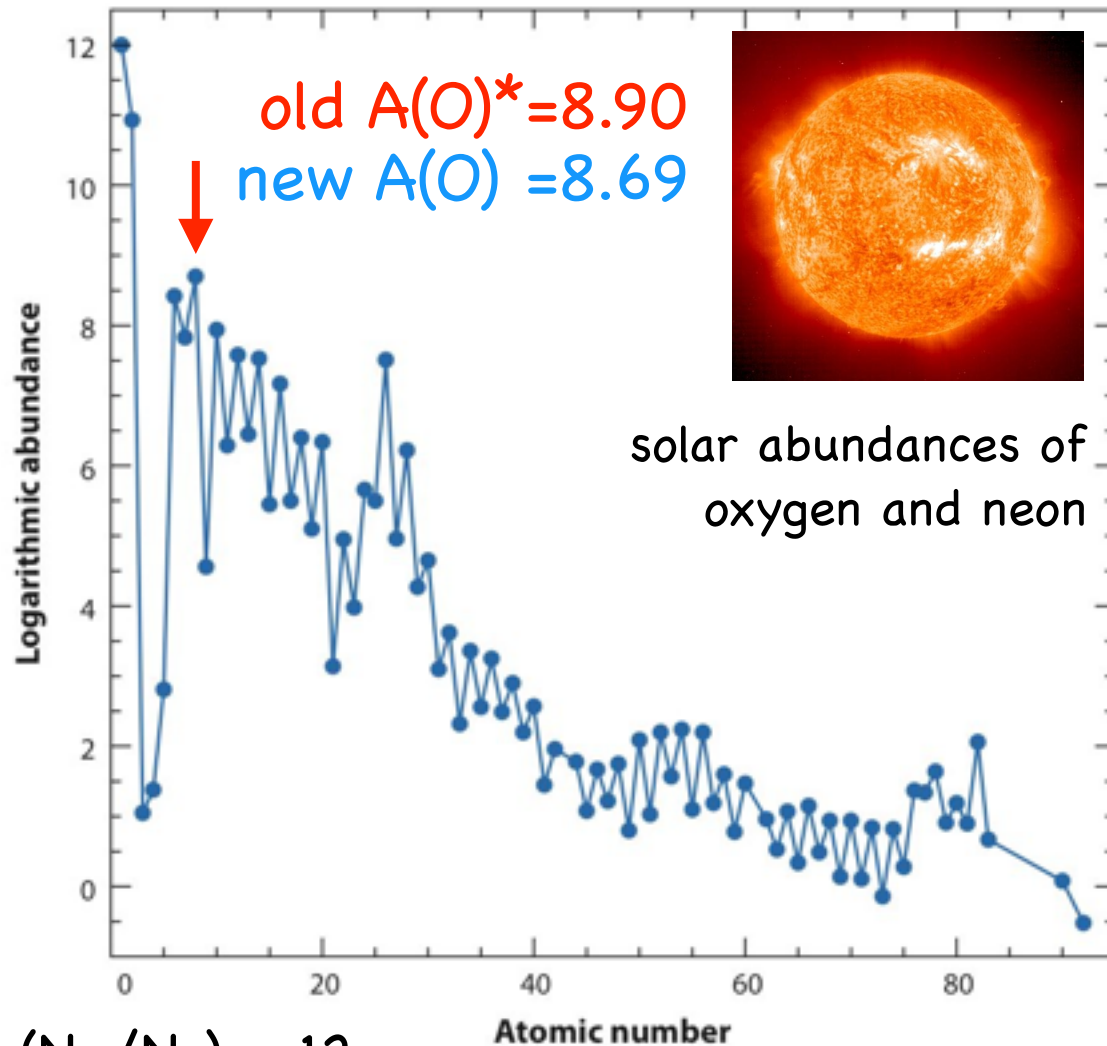 12
10
8
6
4
2
0
Logarithmic abundance
old A(O)*=8.90
new A(O) =8.69
solar abundances of
oxygen and neon
0 20 40 60 80
Atomic number
12